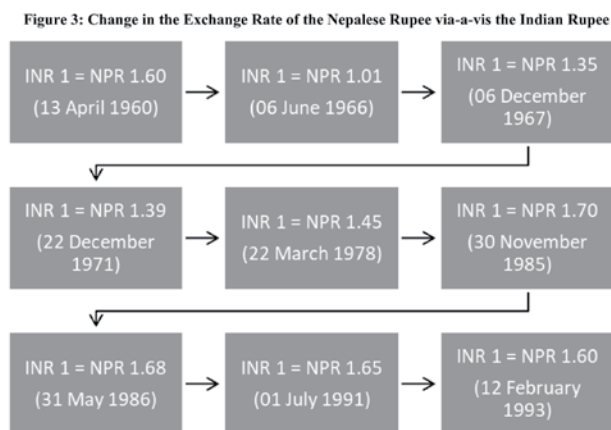 Figure 3: Change in the Exchange Rate of the Nepalese Rupee via-a-vis the Indian Rupee
INR 1 = NPR 1.60
(13 April 1960)
INR 1 = NPR 1.01
(06 June 1966)
INR 1 = NPR 1.35
(06 December
1967)
INR 1 = NPR 1.39
(22 December
1971)
INR 1 = NPR 1.45
(22 March 1978)
INR 1 = NPR 1.70
(30 November
1985)
INR 1 = NPR 1.68
(31 May 1986)
INR 1 = NPR 1.65
(01 July 1991)
INR 1 = NPR 1.60
(12 February
1993)